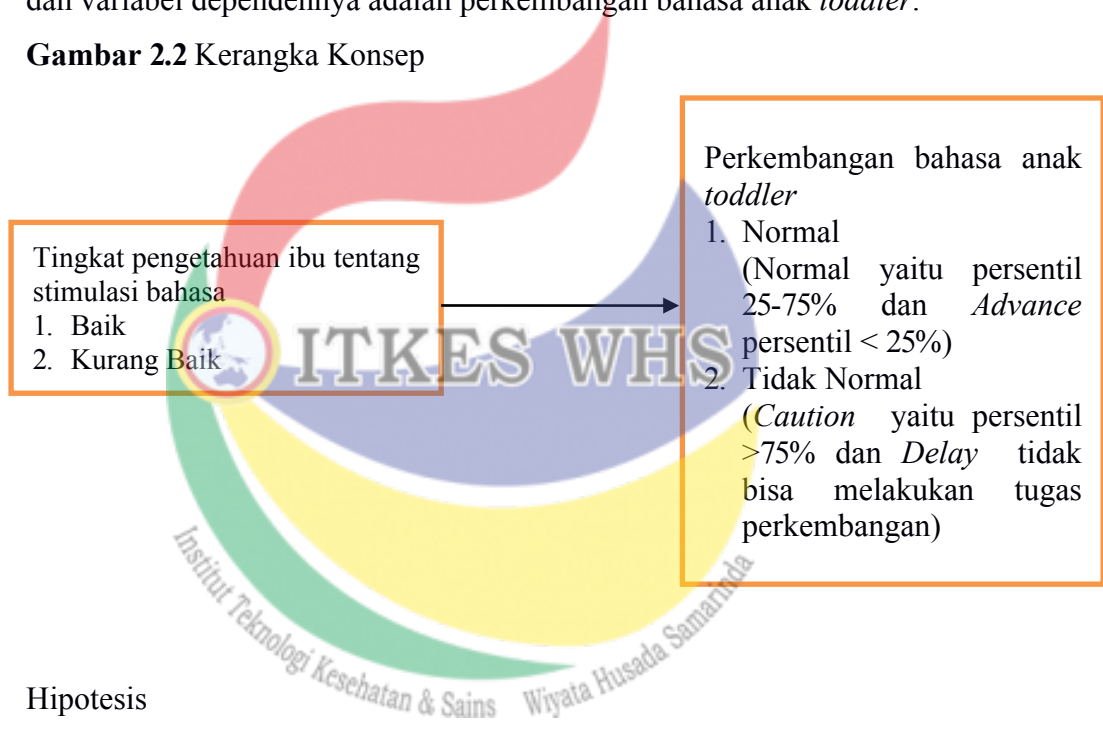 dan variabel dependennya adalah perkembangan bahasa anak toddler.
Gambar 2.2 Kerangka Konsep
Tingkat pengetahuan ibu tentang
stimulasi bahasa
1. Baik
2. Kurang Baik
Perkembangan bahasa anak
toddler
1. Normal
(Normal yaitu persentil
25-75% dan Advance
persentil < 25%)
2. Tidak Normal
(Caution yaitu persentil
>75% dan Delay tidak
bisa melakukan tugas
perkembangan)
ITKES WHS
Institut Teknologi Kesehatan & Sains Wiyata Husada Samarinda
Hipotesis